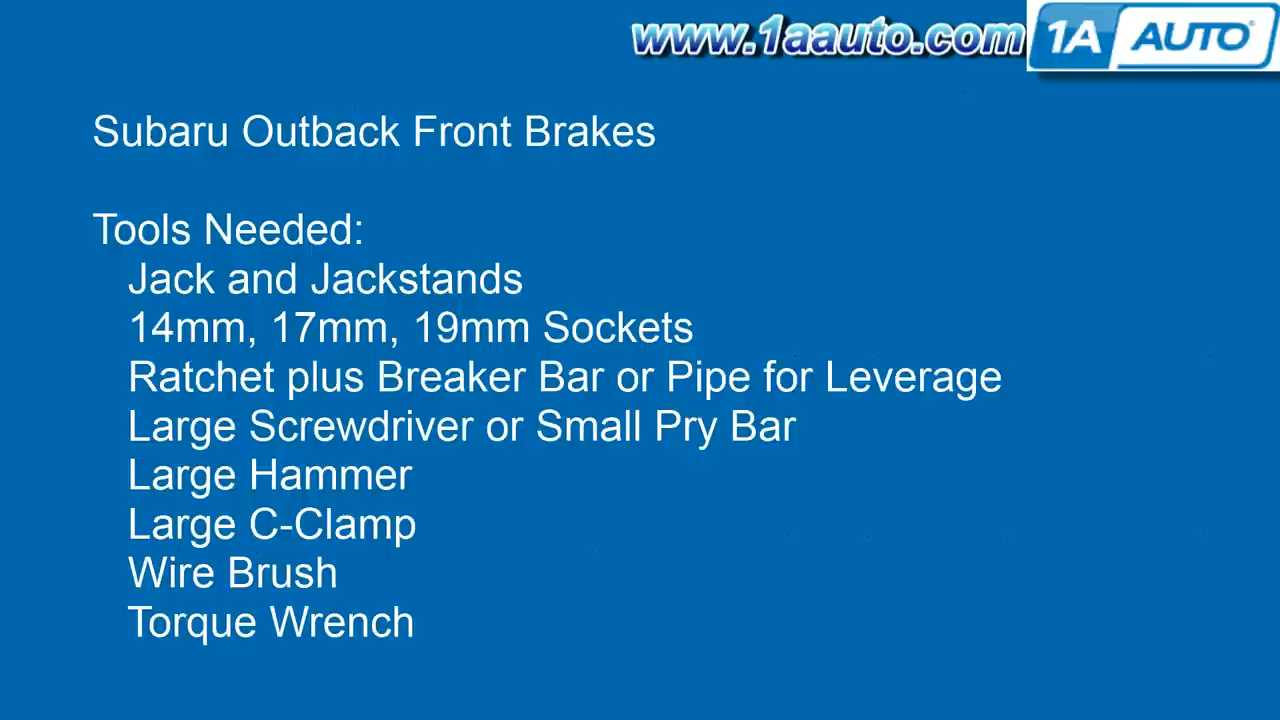 www.1aauto.com 1A AUTO®
Subaru Outback Front Brakes
Tools Needed:
Jack and Jackstands
14mm, 17mm, 19mm Sockets
Ratchet plus Breaker Bar or Pipe for Leverage
Large Screwdriver or Small Pry Bar
Large Hammer
Large C-Clamp
Wire Brush
Torque Wrench